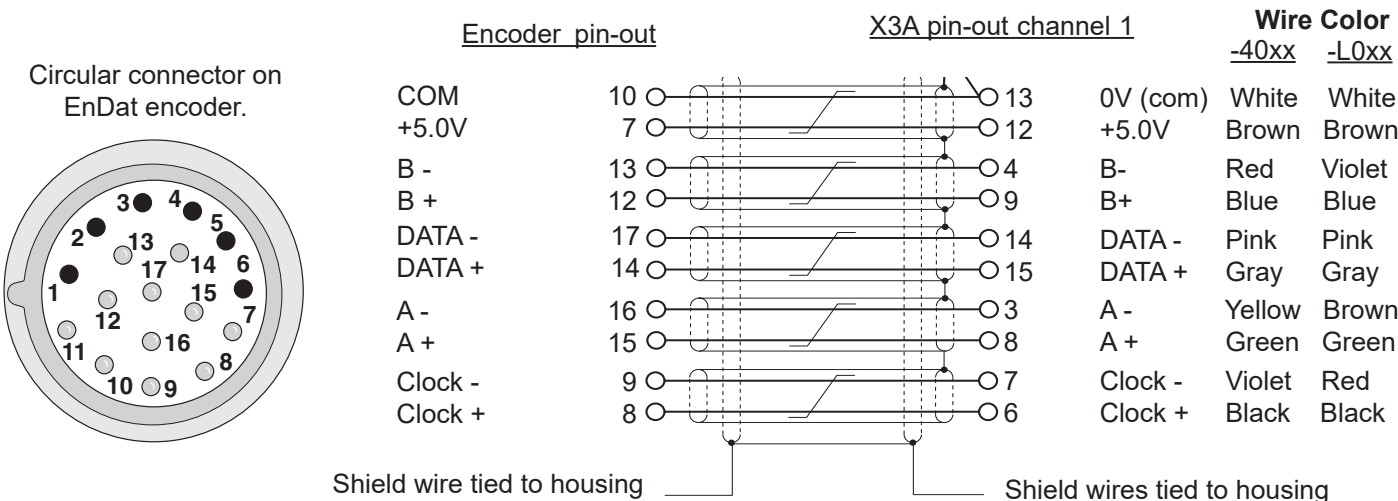 Encoder pin-out X3A pin-out channel 1 Wire Color
-40xx -L0xx
Circular connector on
EnDat encoder.
COM 10 13 0V (com) White White
+5.0V 7 12 +5.0V Brown Brown
B - 13 4 B- Red Violet
B + 12 9 B+ Blue Blue
DATA - 17 14 DATA - Pink Pink
DATA + 14 15 DATA + Gray Gray
A - 16 3 A - Yellow Brown
A + 15 8 A + Green Green
Clock - 9 7 Clock - Violet Red
Clock + 8 6 Clock + Black Black
3 4
2 5
13 14 6
1 17 15
12 7
11 16
10 9 8
Shield wire tied to housing Shield wires tied to housing